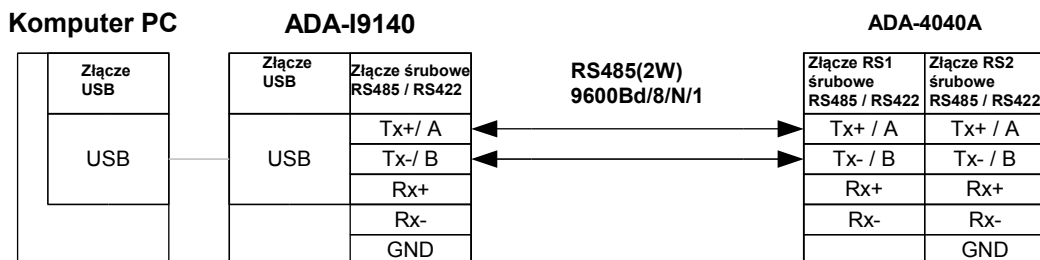 Komputer PC
ADA-I9140
ADA-4040A
Złącze
USB
Złącze
USB
Złącze śrubowe
RS485 / RS422
RS485(2W)
9600Bd/8/N/1
Złącze RS1
śrubowe
RS485 / RS422
Złącze RS2
śrubowe
RS485 / RS422
USB
USB
Tx+/ A
Tx-/ B
Rx+
Rx-
GND
Tx+ / A
Tx+ / A
Tx- / B
Tx- / B
Rx+
Rx+
Rx-
Rx-
GND